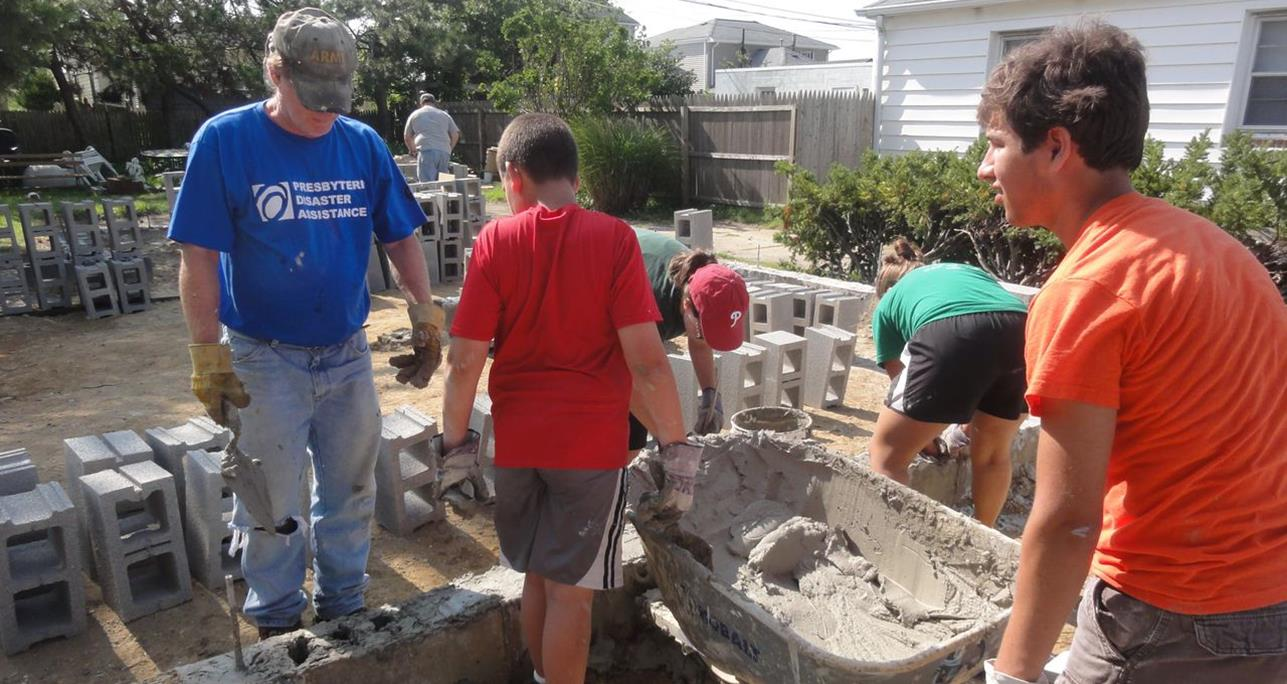 ARMY
PRESBYTERI
DISASTER
ASSISTANCE
P
KOBALT